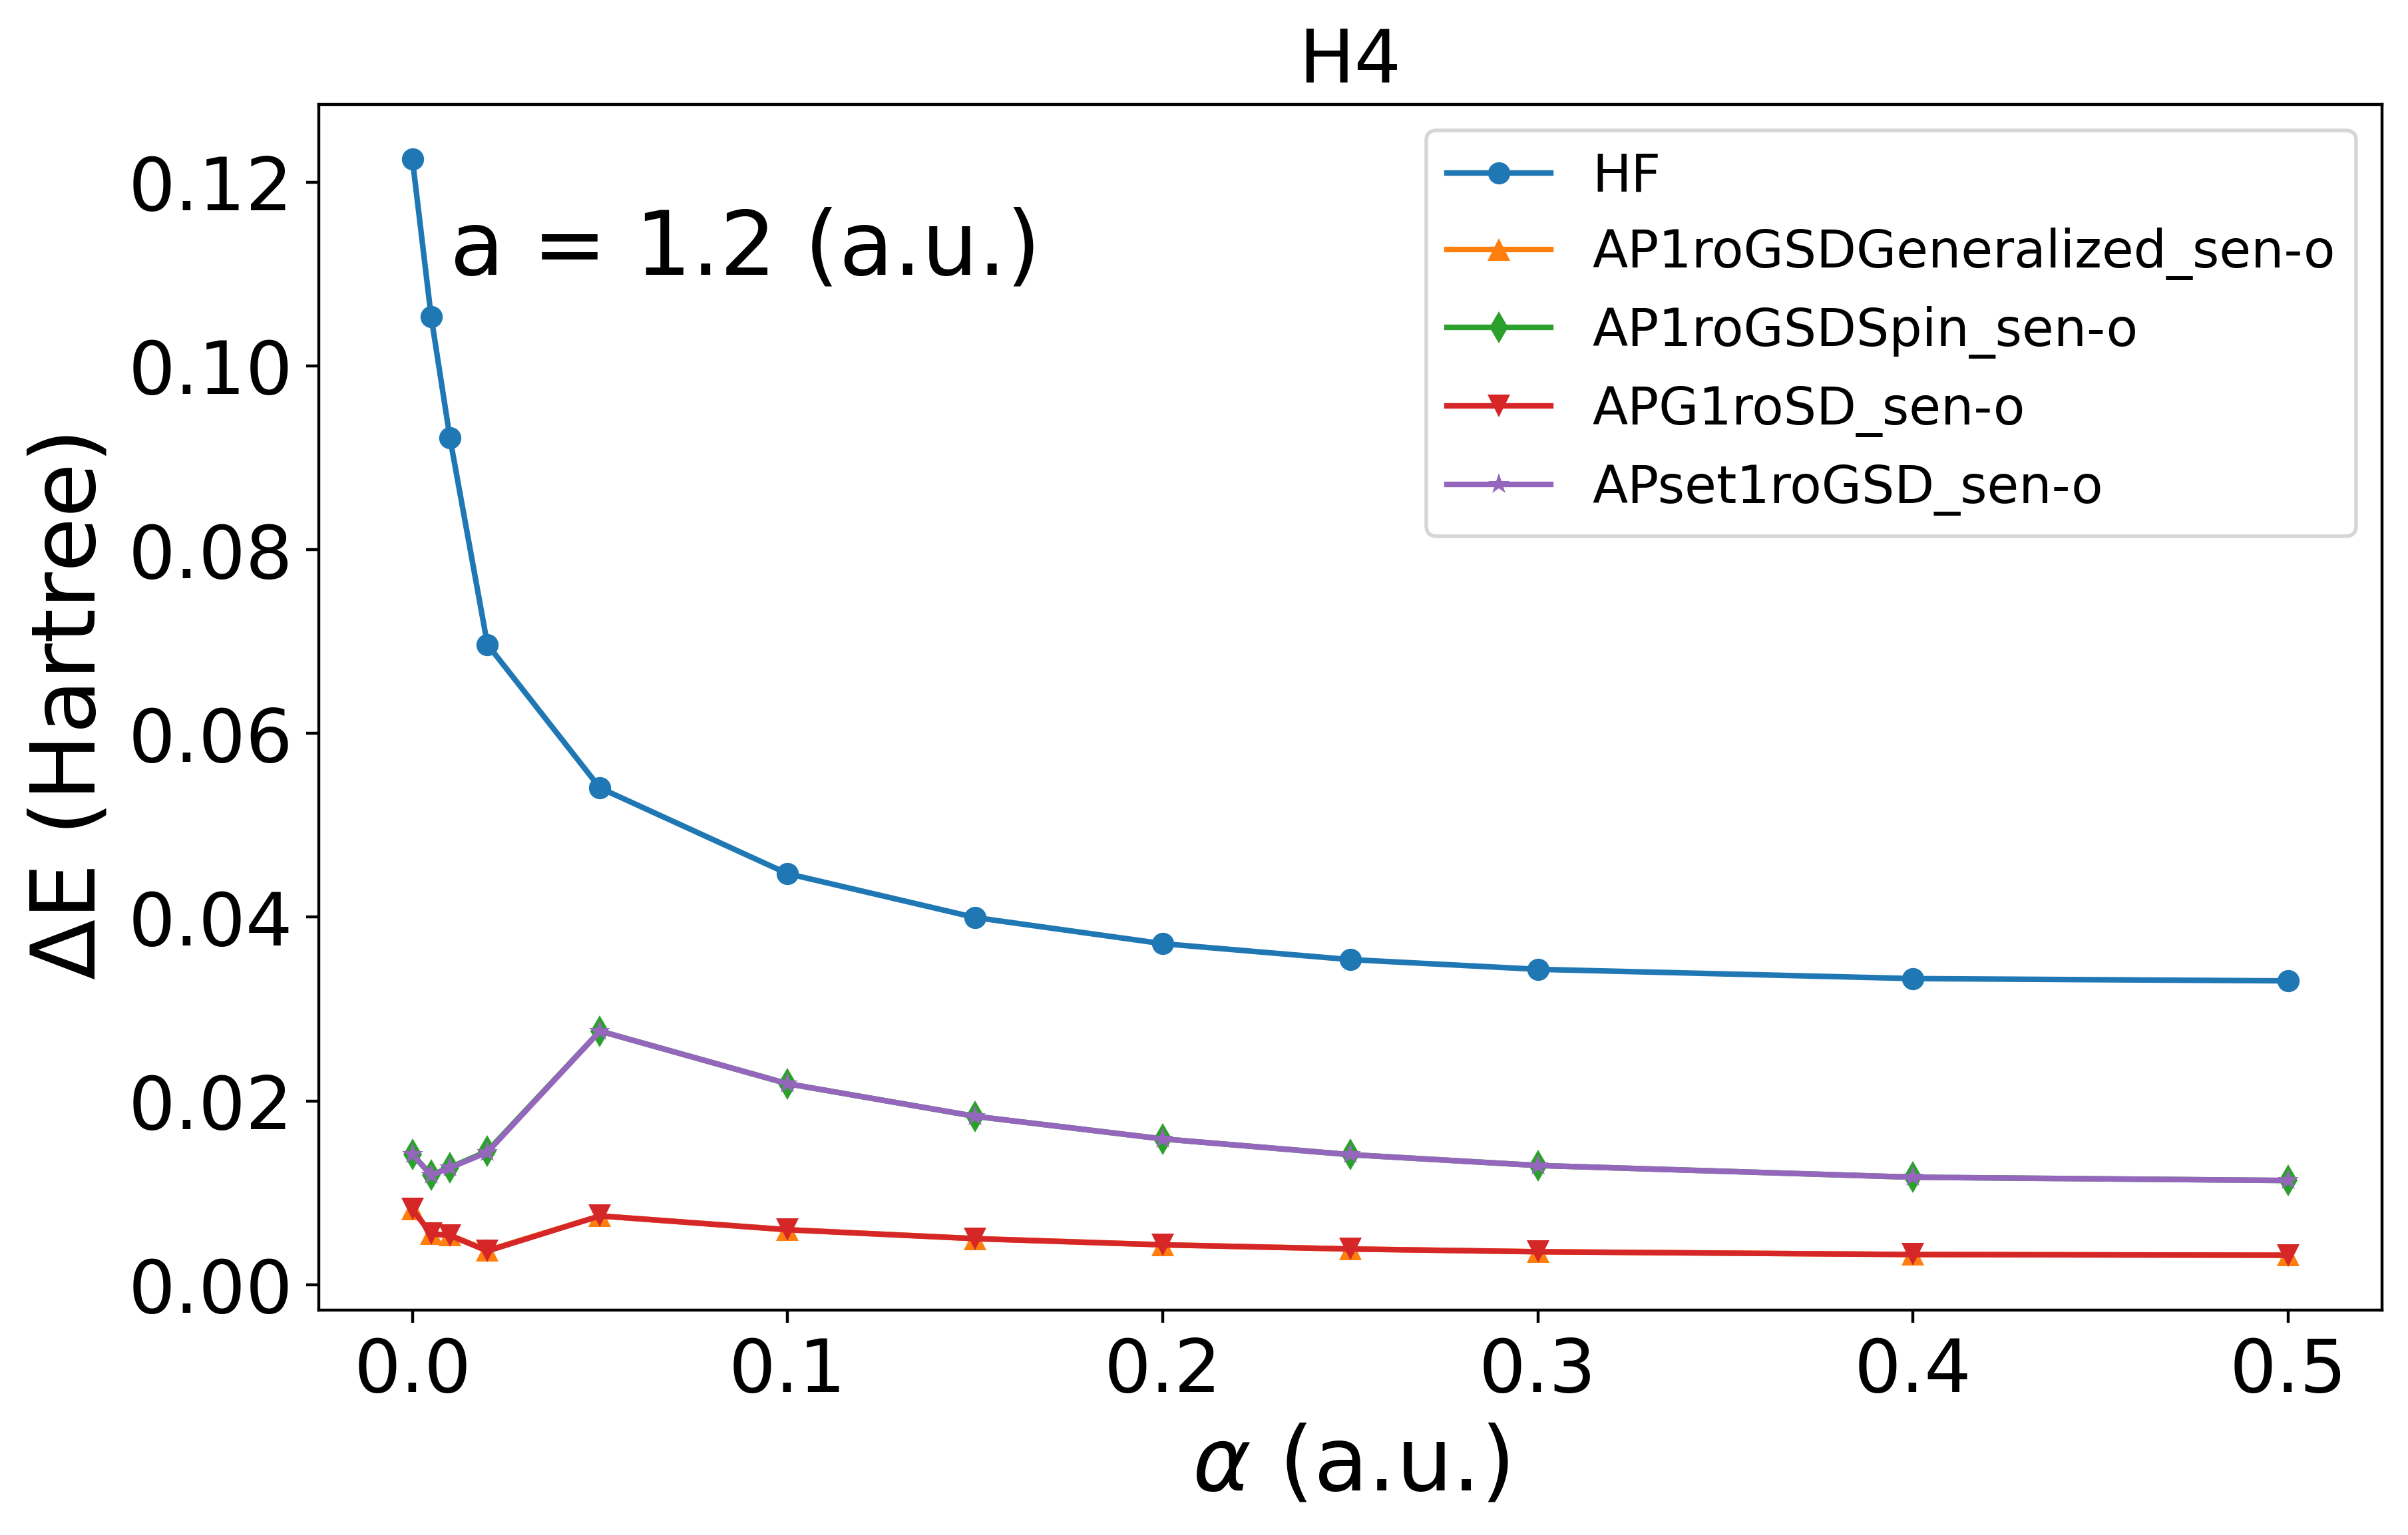 H4
a = 1.2 (a.u.)
HF
AP1roGSDGeneralized_sen-o
AP1roGSDSpin_sen-o
APG1roSD_sen-o
APset1roGSD_sen-o
ΔE (Hartree)
0.12
0.10
0.08
0.06
0.04
0.02
0.00
0.0 0.1 0.2 0.3 0.4 0.5
α (a.u.)